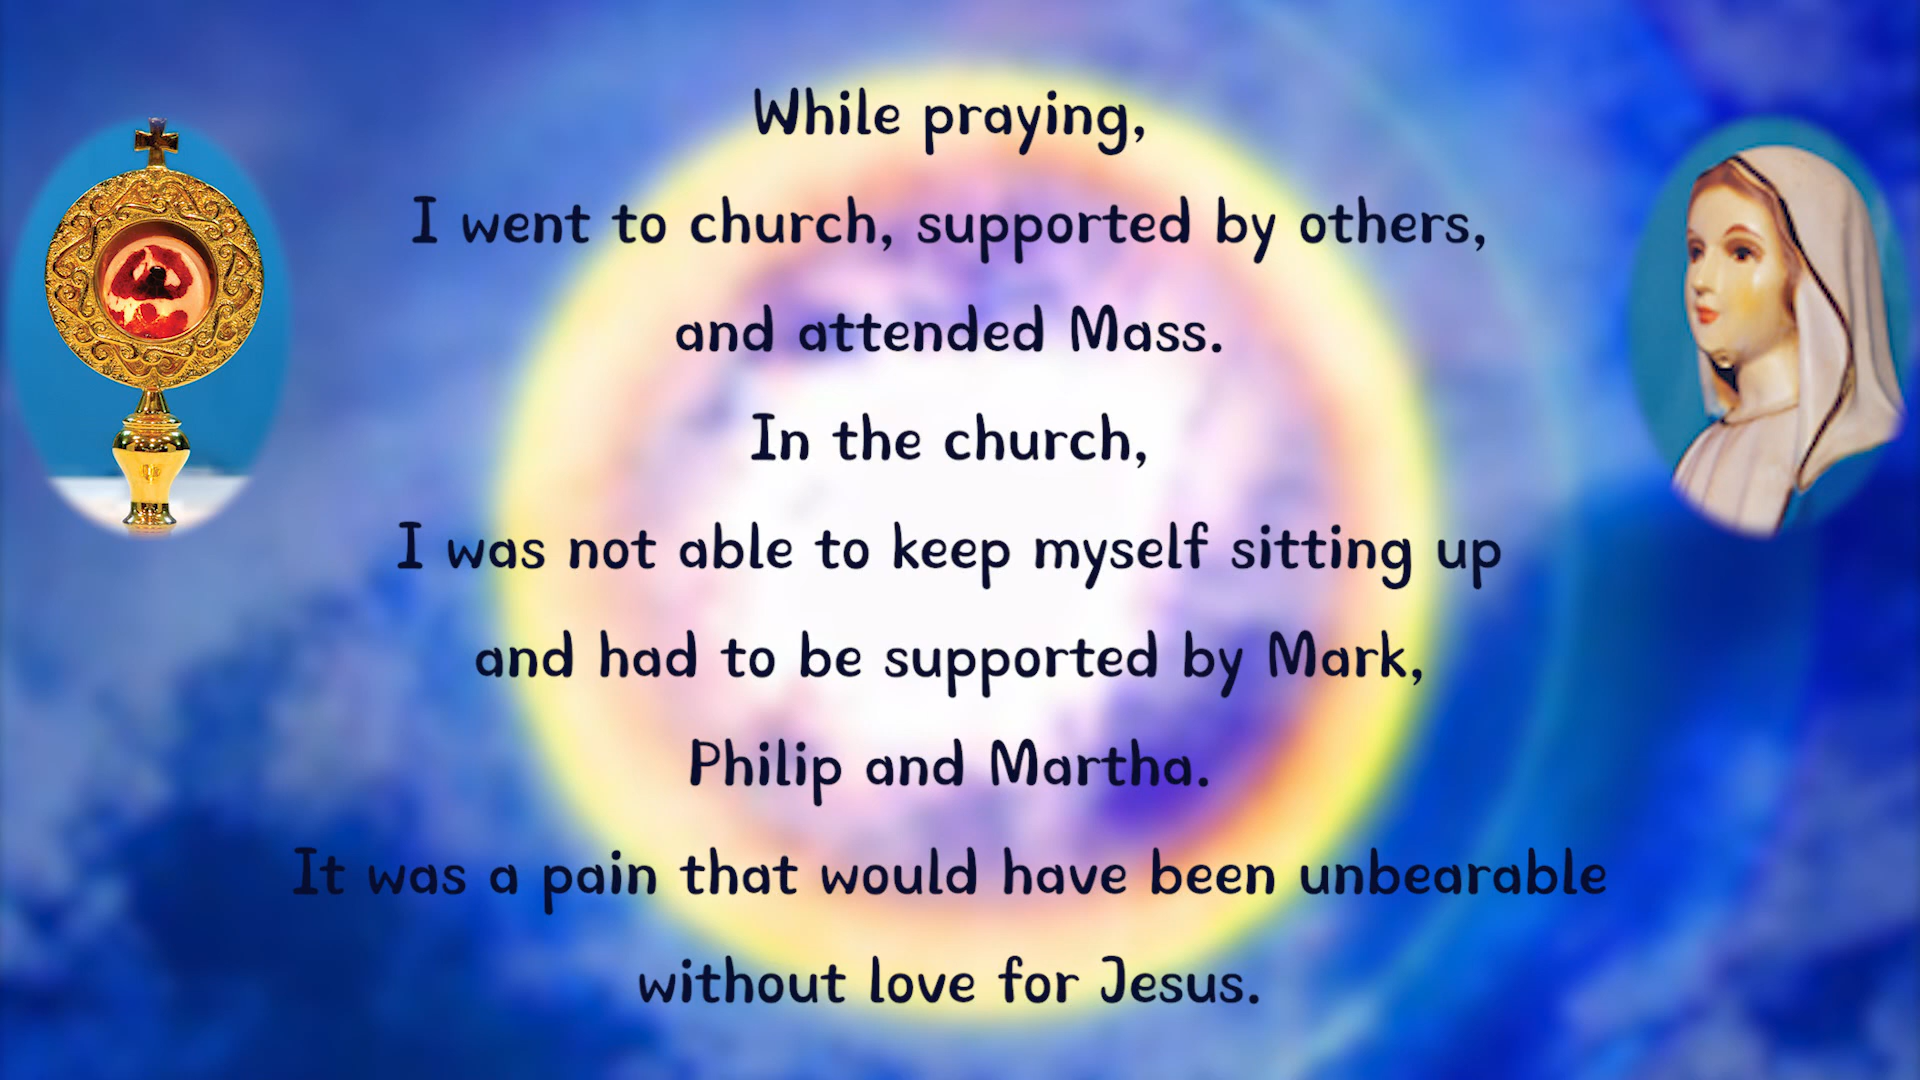 While praying,
I went to church, supported by others,
and attended Mass.
In the church,
I was not able to keep myself sitting up
and had to be supported by Mark,
Philip and Martha.
It was a pain that would have been unbearable
without love for Jesus.